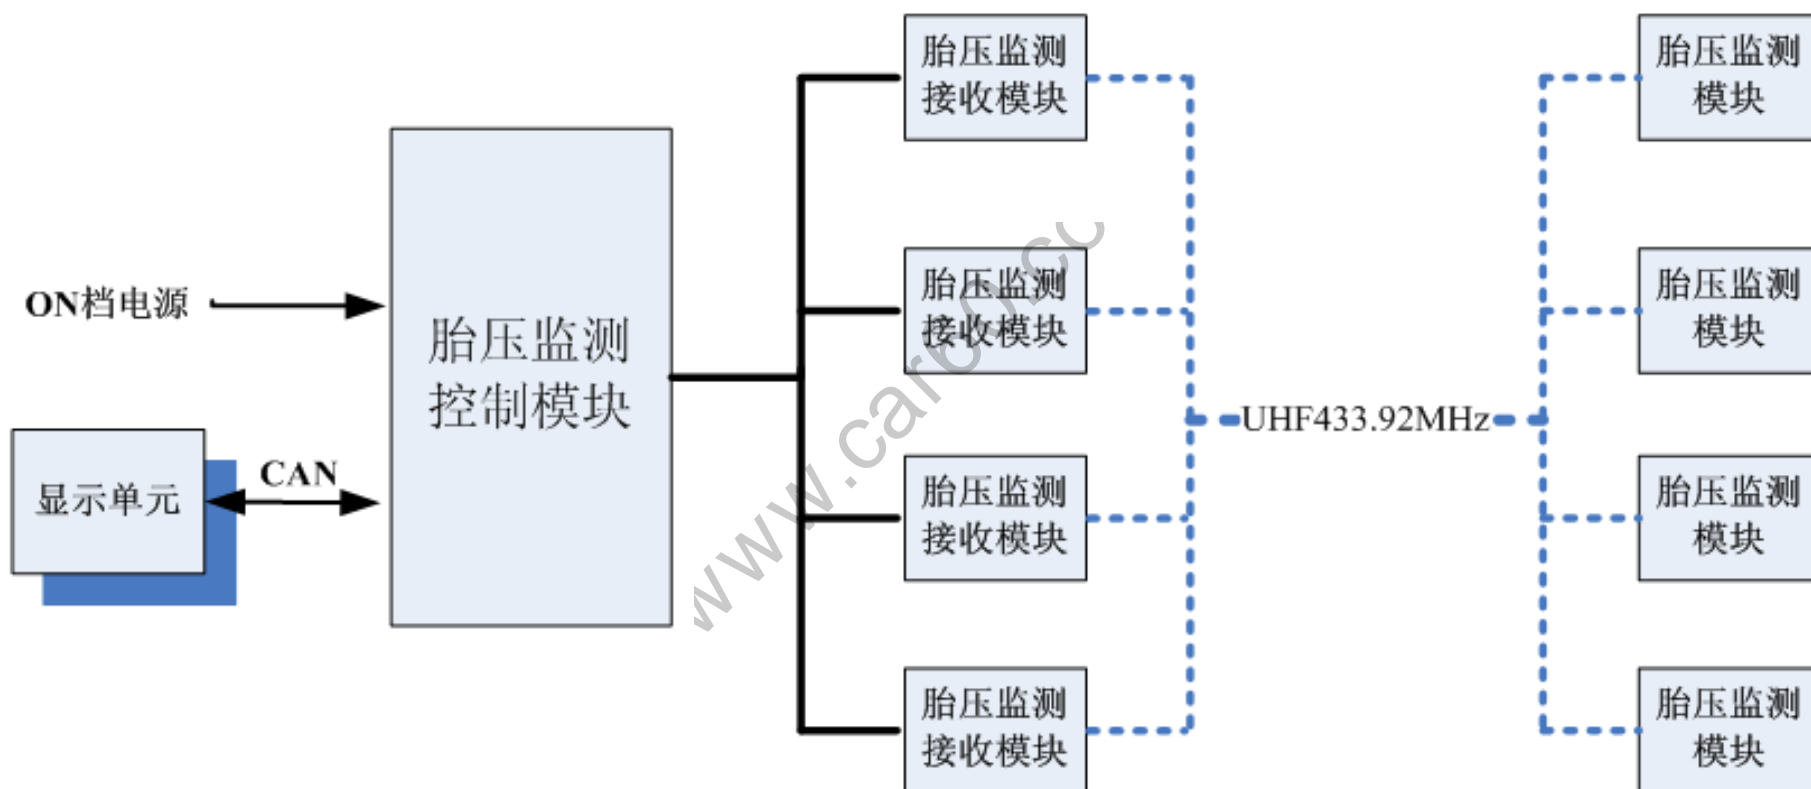 胎压监测
接收模块
胎压监测
模块
ON档电源
胎压监测
控制模块
胎压监测
接收模块
胎压监测
模块
UHF433.92MHz
CAN
显示单元
胎压监测
接收模块
胎压监测
模块
胎压监测
接收模块
胎压监测
模块
www.car60.cc